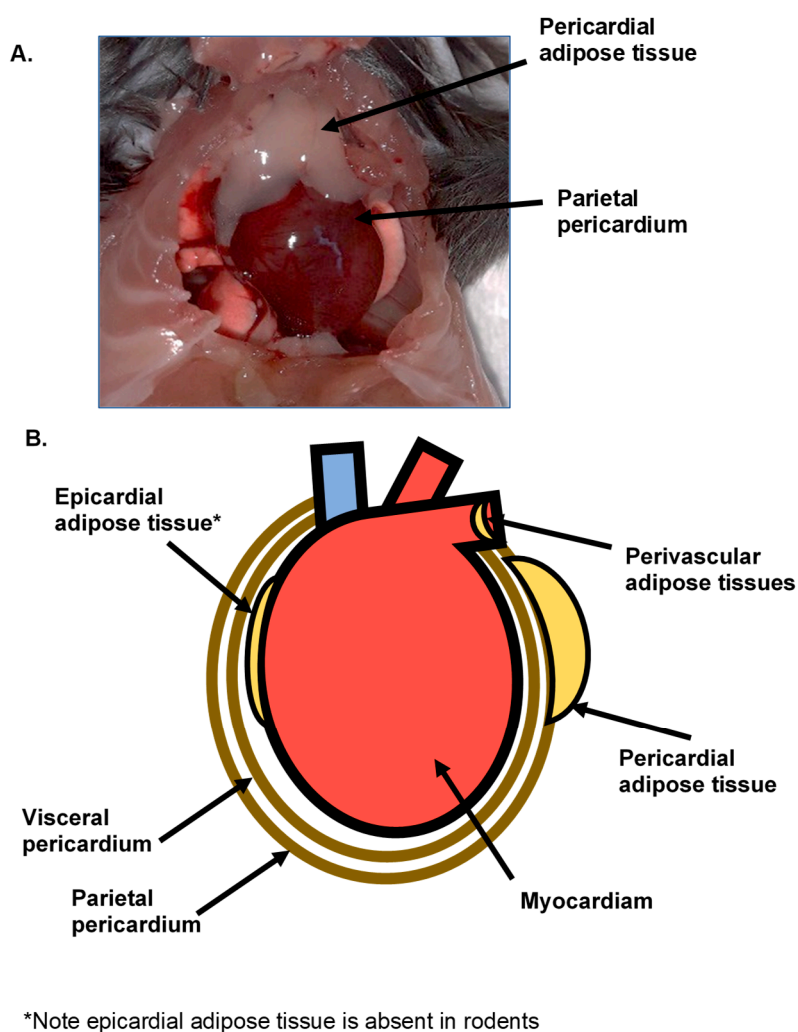 A.
Pericardial
adipose tissue
Parietal
pericardium
B.
Epicardial
adipose tissue*
Perivascular
adipose tissues
Pericardial
adipose tissue
Visceral
pericardium
Parietal
pericardium
Myocardiam
*Note epicardial adipose tissue is absent in rodents